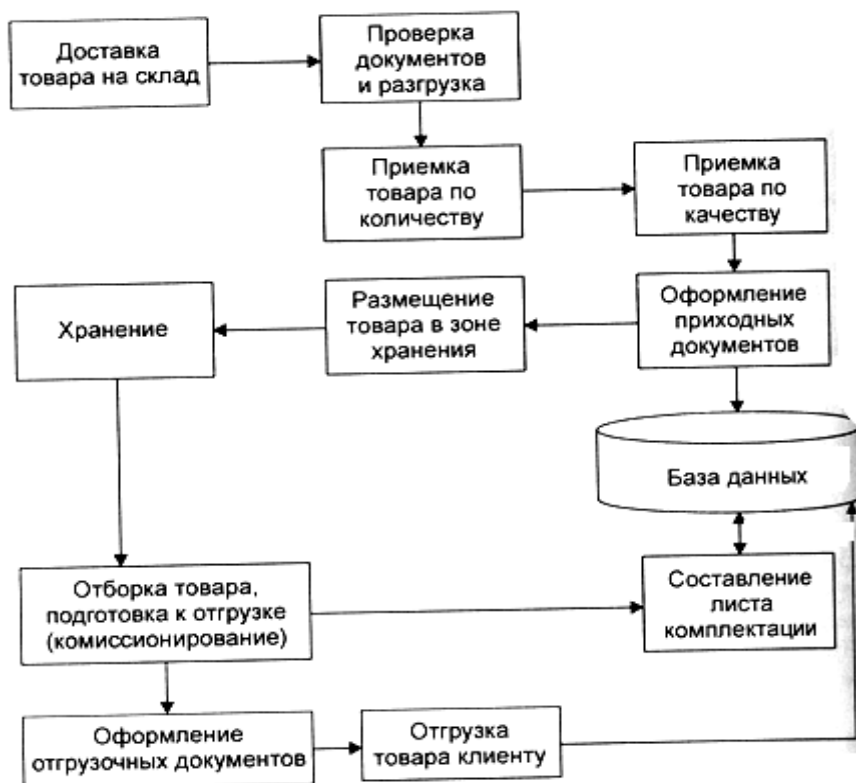 Доставка
товара на склад
Проверка
документов
и разгрузка
Приемка
товара по
количеству
Приемка
товара по
качеству
Хранение
Размещение
товара в зоне
хранения
Оформление
приходных
документов
База данных
Отборка товара,
подготовка к отгрузке
(комиссионирование)
Составление
листа
комплектации
Оформление
отгрузочных документов
Отгрузка
товара клиенту